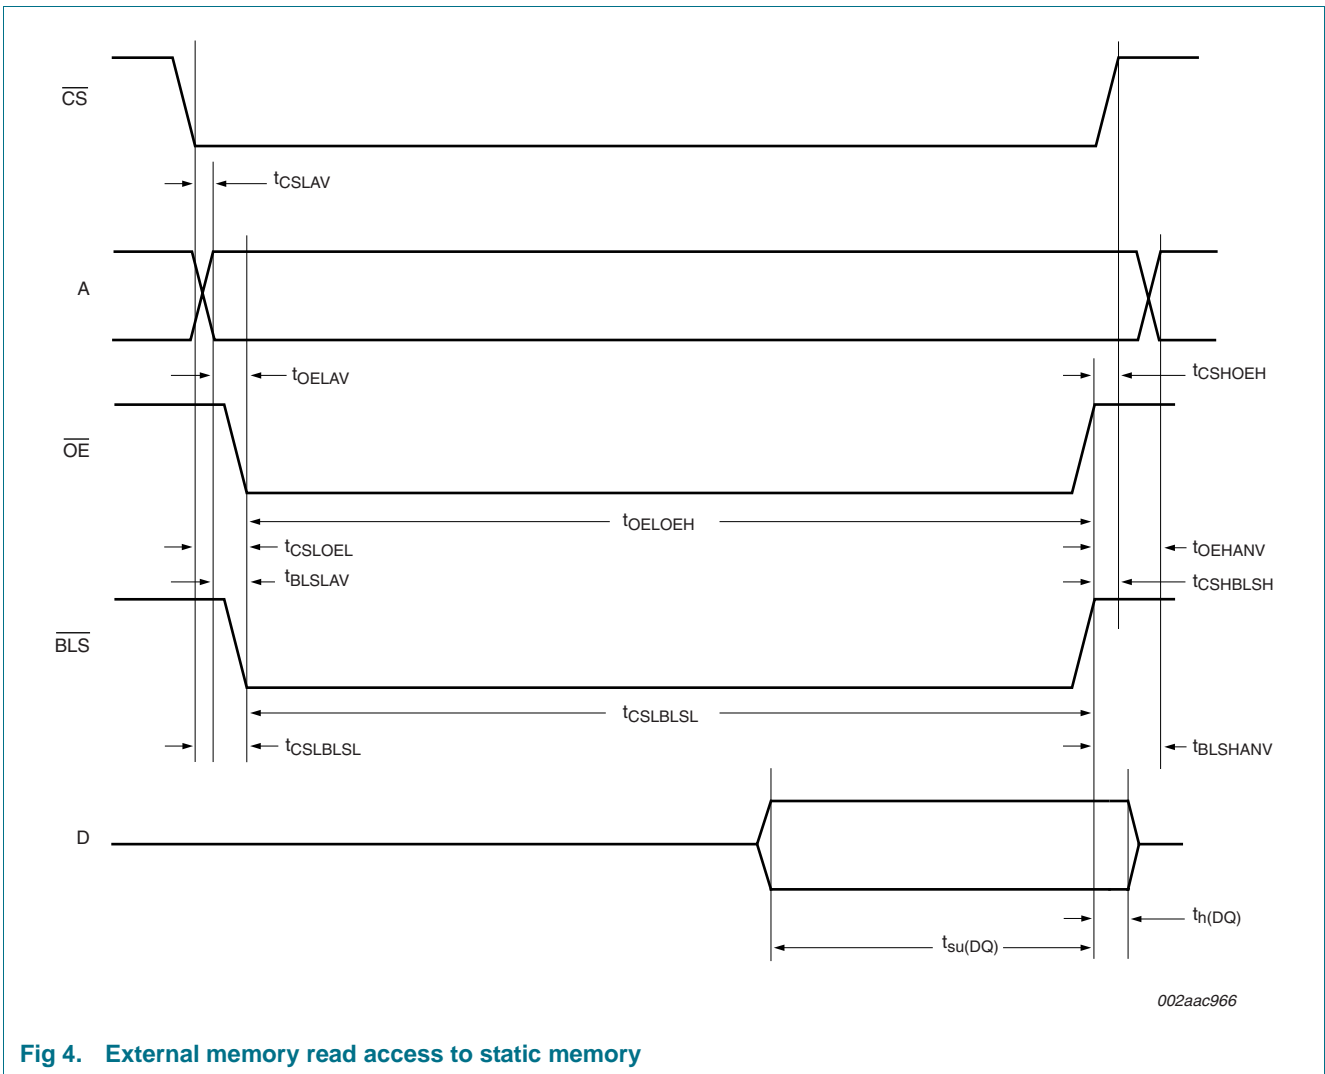 CS
tCSLAV
A
tOELAV
tCSHOEH
OE
tOELOEH
tCSLOEL
tOEHANV
tBLSLAV
tCSHBLSH
BLS
tCSLBLSL
tCSLBLSL
tBLSHANV
D
th(DQ)
tsu(DQ)
002aac966
Fig 4. External memory read access to static memory